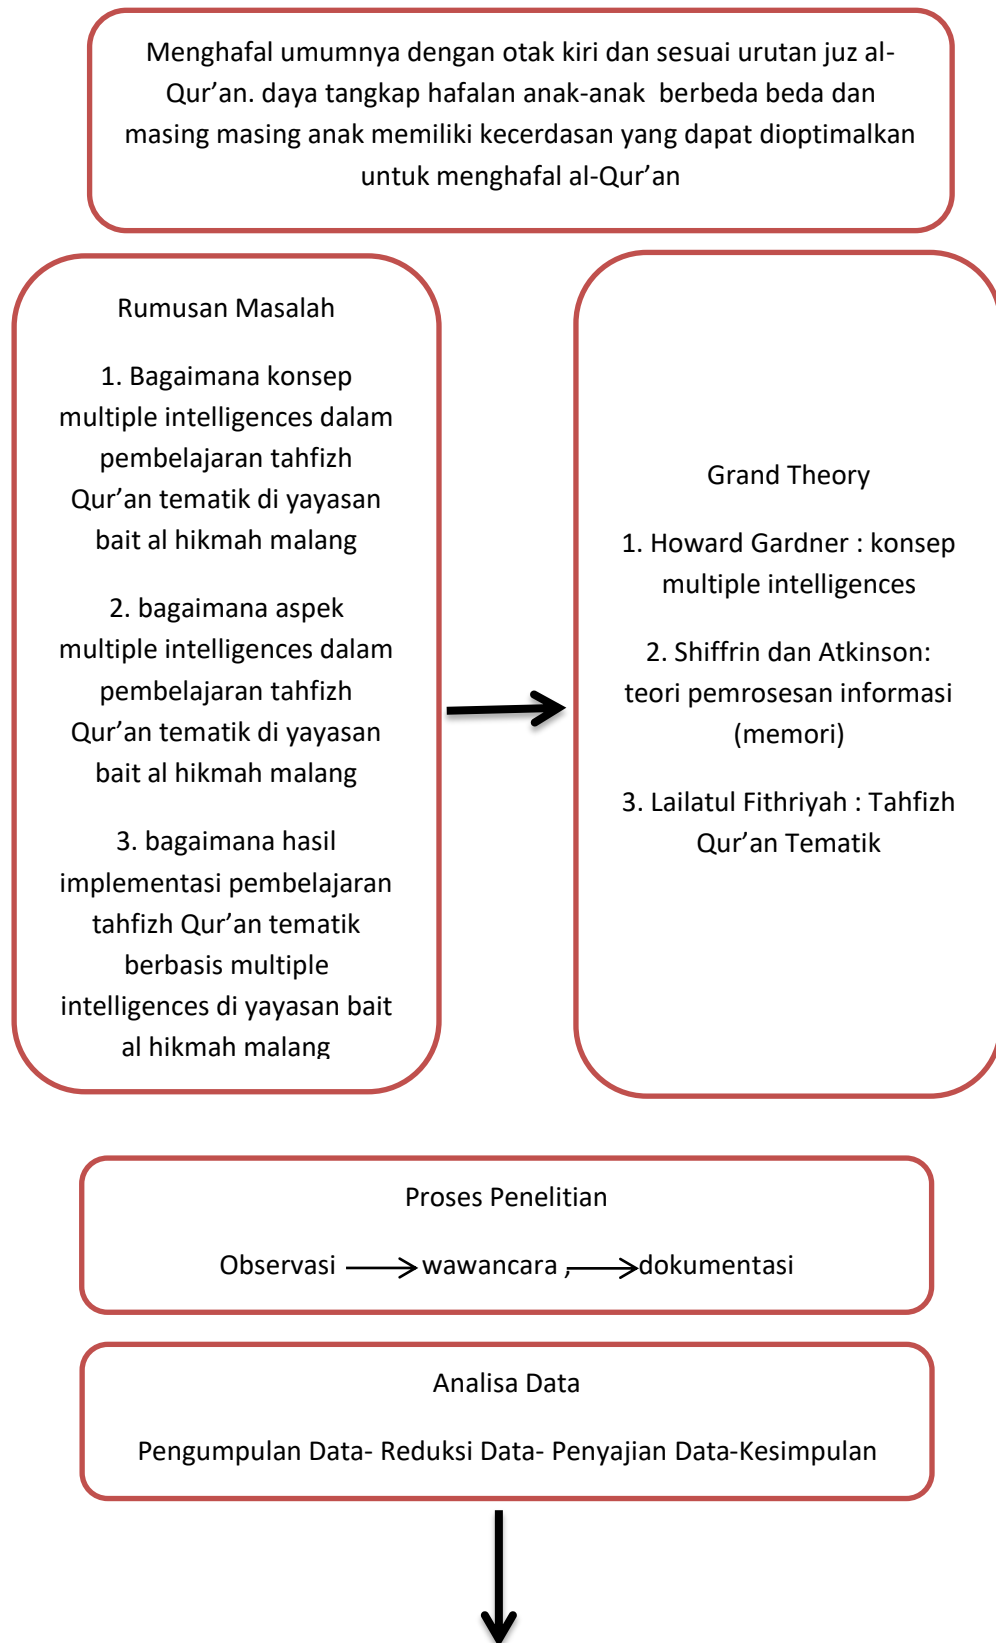 Menghafal umumnya dengan otak kiri dan sesuai urutan juz al-
Qur’an. daya tangkap hafalan anak-anak  berbeda beda dan
masing masing anak memiliki kecerdasan yang dapat dioptimalkan
untuk menghafal al-Qur’an
Rumusan Masalah
1. Bagaimana konsep
multiple intelligences dalam
pembelajaran tahfizh
Qur’an tematik di yayasan
bait al hikmah malang
2. bagaimana aspek
multiple intelligences dalam
pembelajaran tahfizh
Qur’an tematik di yayasan
bait al hikmah malang
3. bagaimana hasil
implementasi pembelajaran
tahfizh Qur’an tematik
berbasis multiple
intelligences di yayasan bait
al hikmah malang
Grand Theory
1. Howard Gardner : konsep
multiple intelligences
2. Shiffrin dan Atkinson:
teori pemrosesan informasi
(memori)
3. Lailatul Fithriyah : Tahfizh
Qur’an Tematik
Proses Penelitian
Observasi wawancara , dokumentasi
Analisa Data
Pengumpulan Data- Reduksi Data- Penyajian Data-Kesimpulan